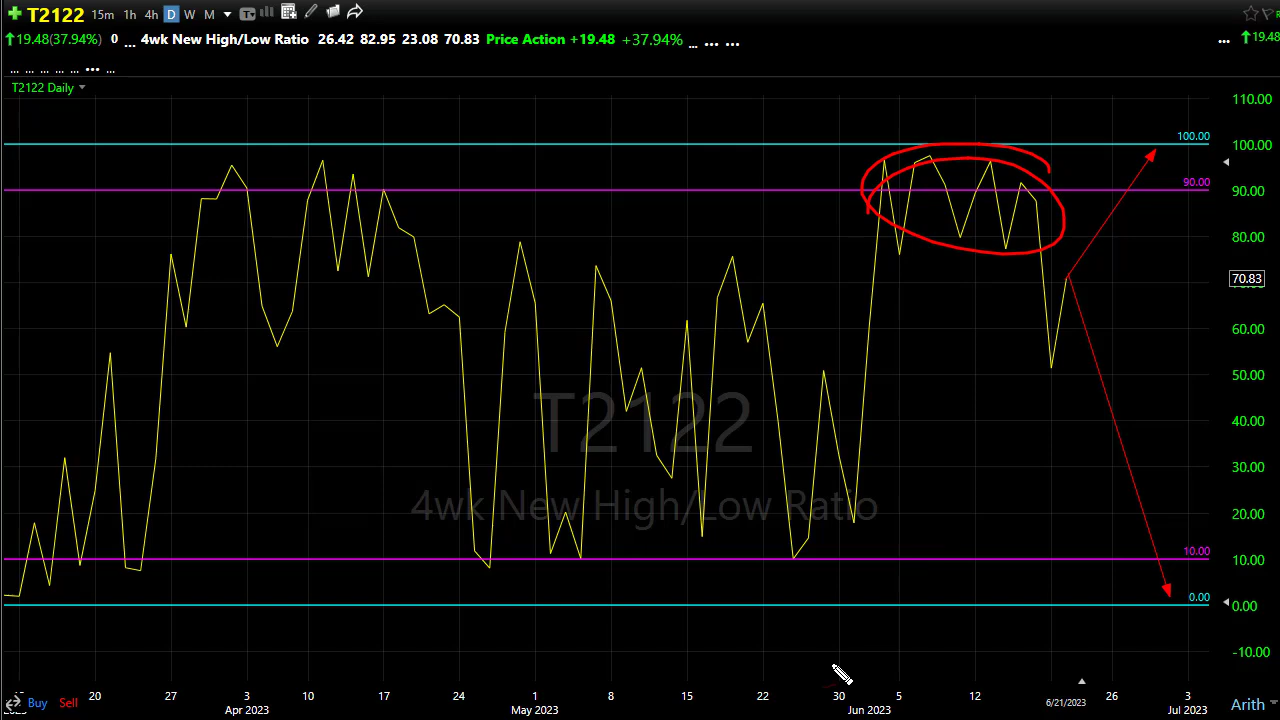 T2122 15m 1h 4h D W M
19.48(37.94%) 0 ... 4wk New High/Low Ratio 26.42 82.95 23.08 70.83 Price Action +19.48 +37.94% ... ... ... ... 19.48
... ... ... ... ... ... ...
T2122 Daily
110.00
100.00 100.00
90.00 90.00
80.00
70.83
60.00
50.00
40.00
T2122
30.00
4wk New High/Low Ratio
20.00
10.00 10.00
0.00 0.00
-10.00
20 27 3 10 17 24 1 8 15 22 30 5 12 26 3
Buy Sell 6/21/2023 Arith
Apr 2023 May 2023 Jun 2023 Jul 2023